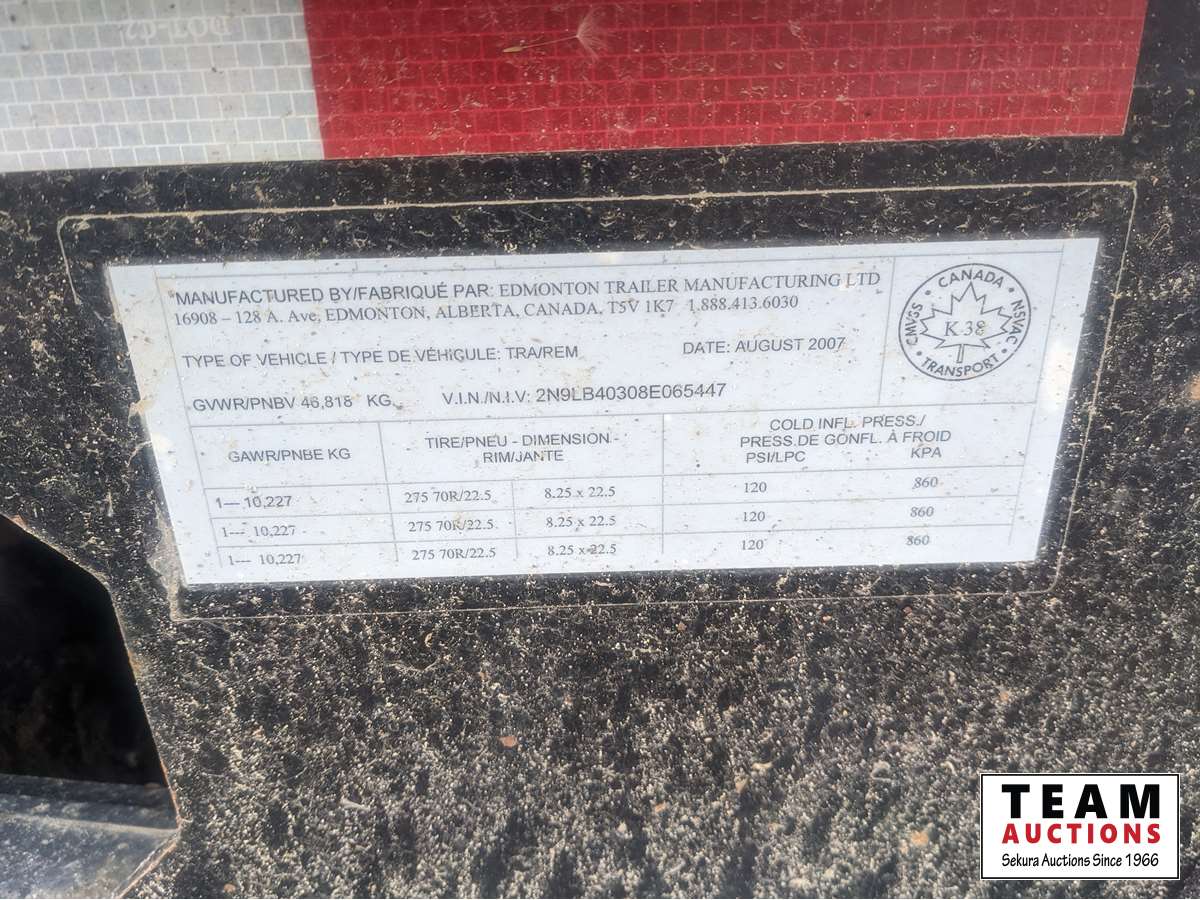 DOT-C2
MANUFACTURED BY/FABRIQUÉ PAR: EDMONTON TRAILER MANUFACTURING LTD
16908 – 128 A. Ave, EDMONTON, ALBERTA, CANADA, T5V 1K7 1.888.413.6030
TYPE OF VEHICLE / TYPE DE VÉHICULE: TRA/REM DATE: AUGUST 2007
GVWR/PNBV 46,818 KG. V.I.N./N.I.V: 2N9LB40308E065447
CANADA
CMVSS K 38 NSVAC
TRANSPORT
GAWR/PNBE KG
TIRE/PNEU - DIMENSION -
RIM/JANTE
COLD INFL. PRESS./
PRESS.DE GONFL. À FROID
PSI/LPC KPA
1--- 10,227 275 70R/22.5 8.25 x 22.5 120 860
1--- 10,227 275 70R/22.5 8.25 x 22.5 120 860
1--- 10,227 275 70R/22.5 8.25 x 22.5 120 860
TEAM
AUCTIONS
Sekura Auctions Since 1966